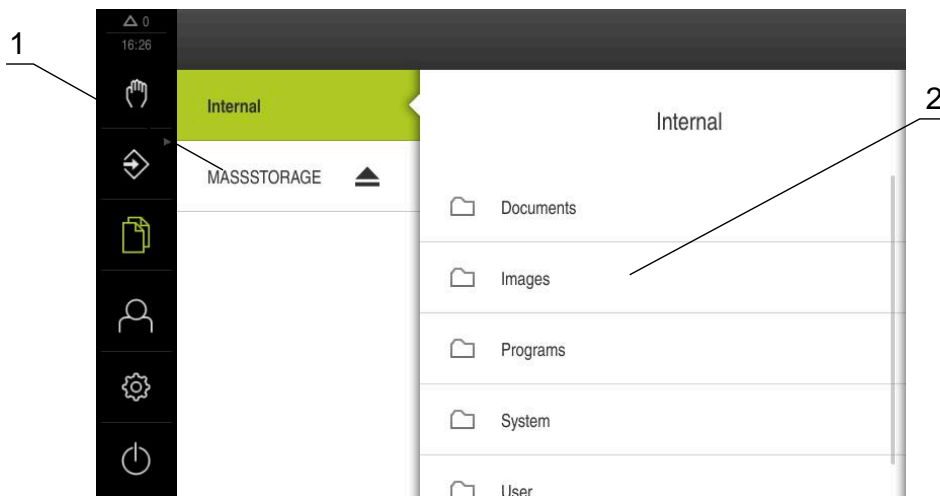 1
0
16:26
Internal
MASSSTORAGE
Internal
2
Documents
Images
Programs
System
User